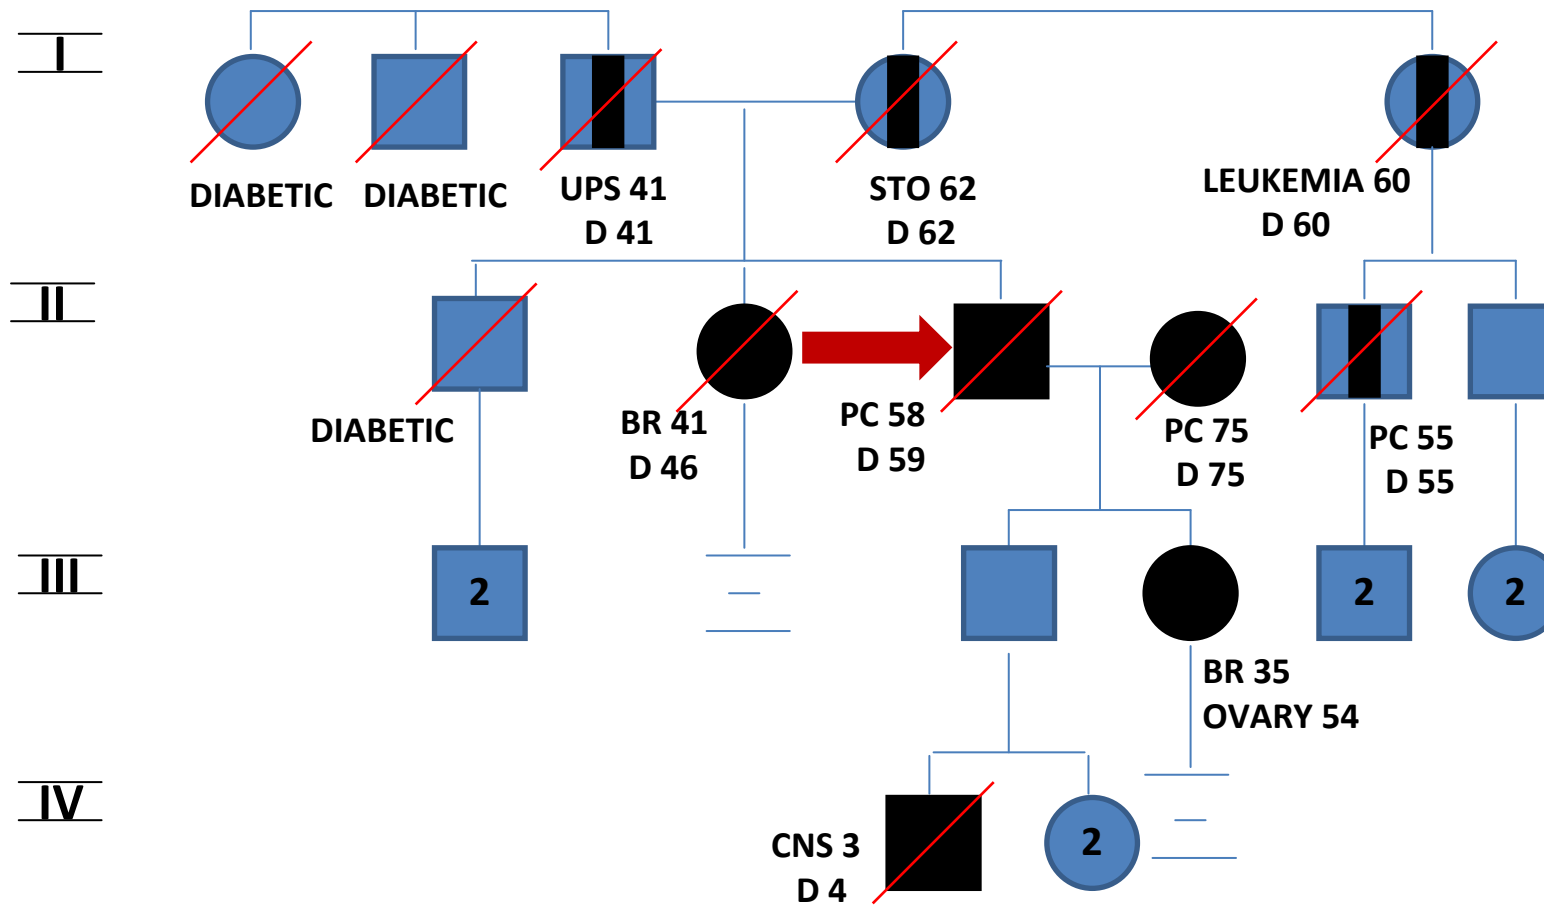 I
DIABETIC
DIABETIC
UPS 41
D 41
STO 62
D 62
LEUKEMIA 60
D 60
II
DIABETIC
BR 41
D 46
PC 58
D 59
PC 75
D 75
PC 55
D 55
III
2
2
2
BR 35
OVARY 54
IV
CNS 3
D 4
2